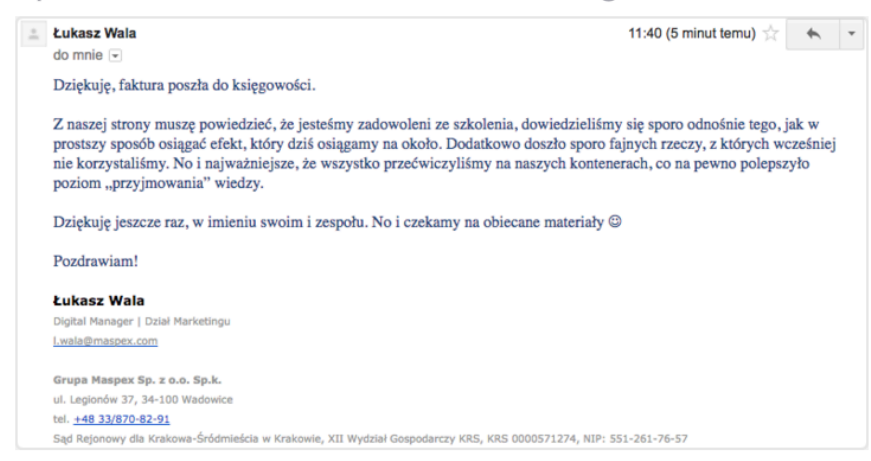 Łukasz Wala
11:40 (5 minut temu)
do mnie
Dziękuję, faktura poszła do księgowości.
Z naszej strony muszę powiedzieć, że jesteśmy zadowoleni ze szkolenia, dowiedzieliśmy się sporo odnośnie tego, jak w
prostszy sposób osiągać efekt, który dziś osiągamy na około. Dodatkowo doszło sporo fajnych rzeczy, z których wcześniej
nie korzystaliśmy. No i najważniejsze, że wszystko przećwiczyliśmy na naszych kontenerach, co na pewno polepszyło
poziom „przyjmowania” wiedzy.
Dziękuję jeszcze raz, w imieniu swoim i zespołu. No i czekamy na obiecane materiały ☺
Pozdrawiam!
Łukasz Wala
Digital Manager | Dział Marketingu
l.wala@maspex.com
Grupa Maspex Sp. z o.o. Sp.k.
ul. Legionów 37, 34-100 Wadowice
tel. +48 33/870-82-91
Sąd Rejonowy dla Krakowa-Śródmieścia w Krakowie, XII Wydział Gospodarczy KRS, KRS 0000571274, NIP: 551-261-76-57